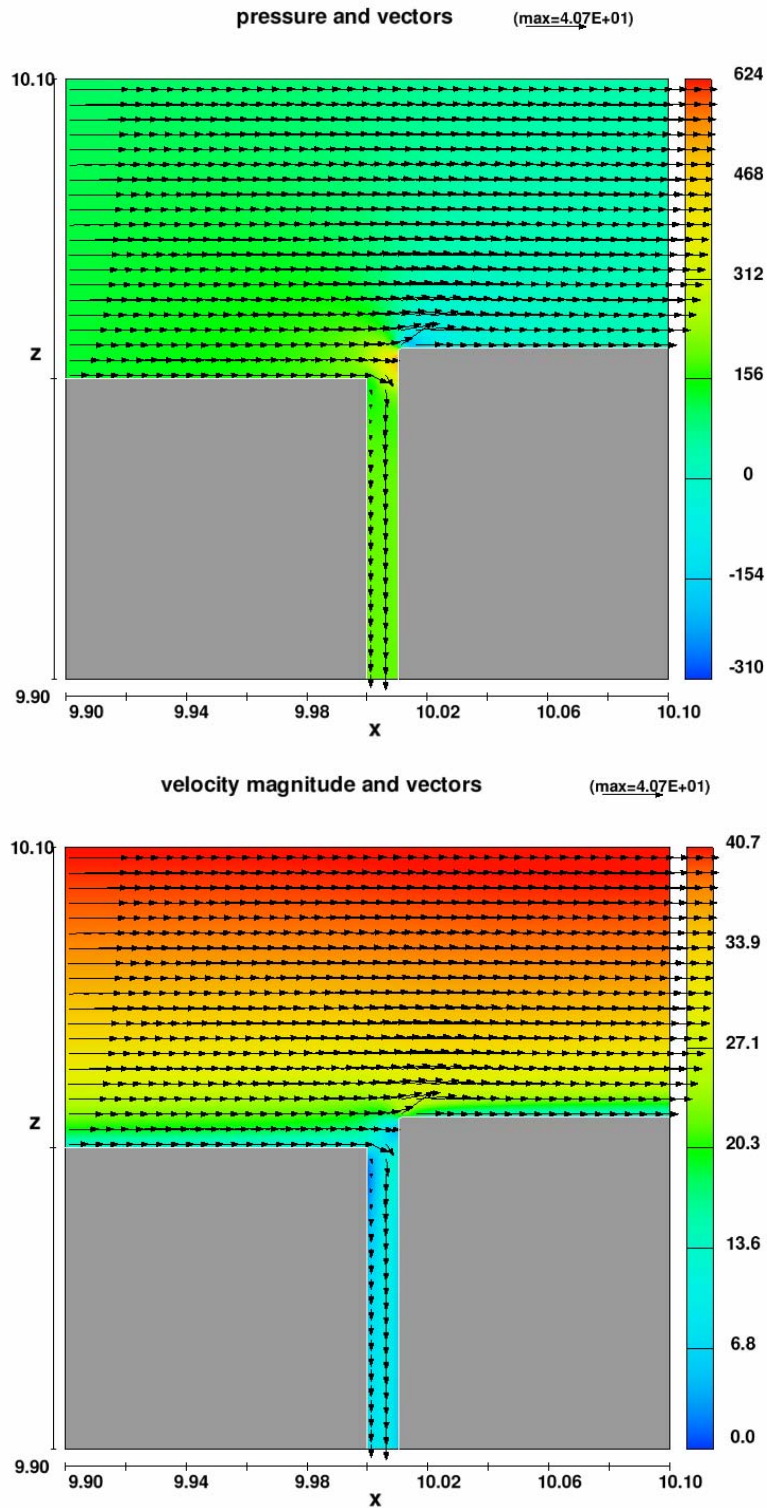 pressure and vectors (max=4.07E+01)
10.10
624
468
312
z
156
0
-154
-310
9.90
9.90 9.94 9.98 10.02 10.06 10.10
x
velocity magnitude and vectors (max=4.07E+01)
10.10
40.7
33.9
27.1
z
20.3
13.6
6.8
0.0
9.90
9.90 9.94 9.98 10.02 10.06 10.10
x